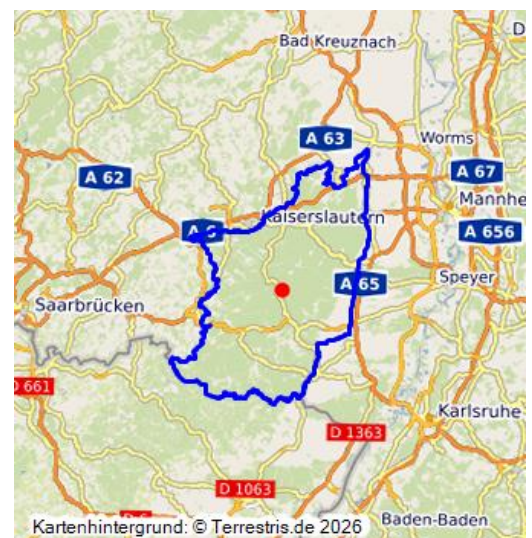 Bad Kreuznach
D
A 63
Worms
A 62
A 67
Mannhe
Kaiserslautern
A 6
A 656
Speyer
Saarbrücken
A 65
D 661
Karlsruhe
D 1363
D 1063
Baden-Baden
Kartenhintergrund: © Terrestris.de 2026